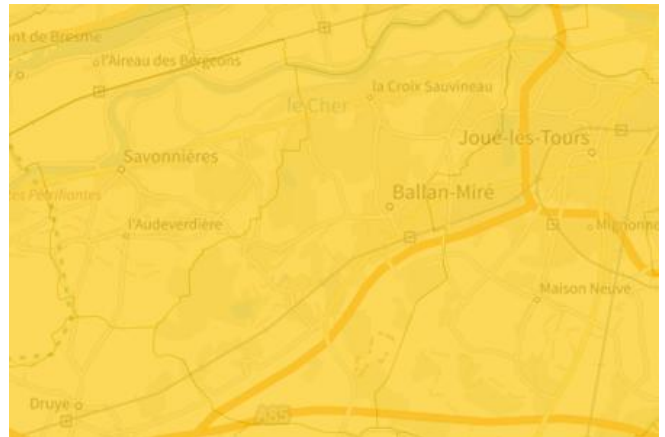 nt de Bresme
l'Aireau des Bergeons
la Croix Sauvineau
le Cher
Joué-lès-Tours
Savonnières
tes Pétrifiantes
Ballan-Miré
l'Audeverdière
Mignonne
Maison Neuve
Druye
A85